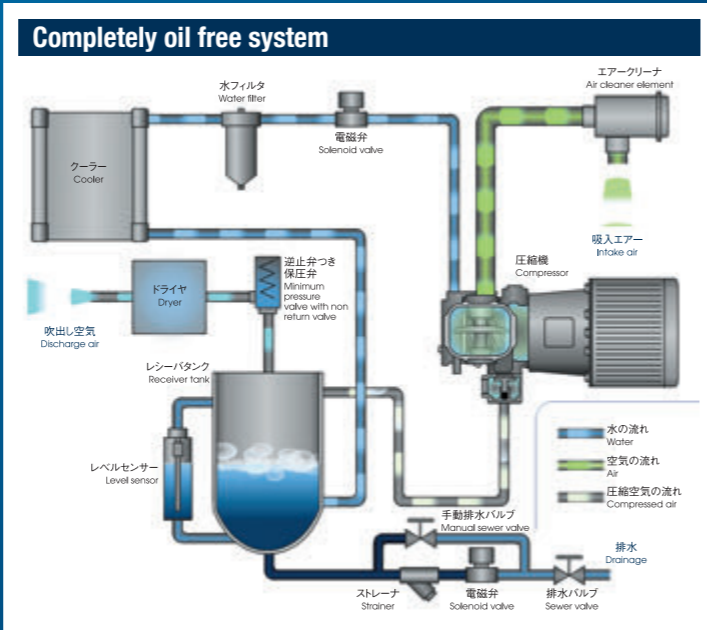 Completely oil free system
水フィルタ
Water filter
エアークリーナ
Air cleaner element
電磁弁
Solenoid valve
クーラー
Cooler
吸入エアー
Intake air
逆止弁つき
保圧弁
Minimum
pressure
valve with non
return valve
圧縮機
Compressor
ドライヤ
Dryer
吹出し空気
Discharge air
レシーバタンク
Receiver tank
水の流れ
Water
空気の流れ
Air
圧縮空気の流れ
Compressed air
レベルセンサー
Level sensor
手動排水バルブ
Manual sewer valve
排水
Drainage
ストレーナ
Strainer
電磁弁
Solenoid valve
排水バルブ
Sewer valve